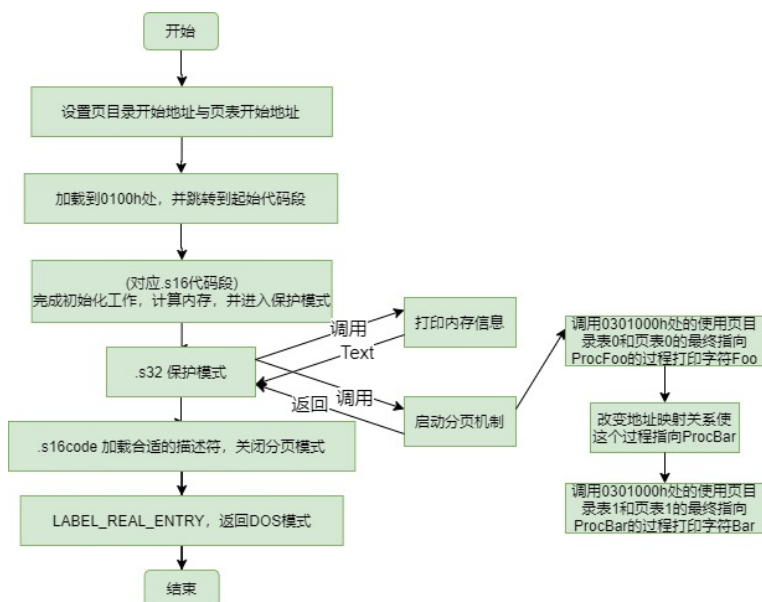 开始
设置页目录开始地址与页表开始地址
加载到0100h处，并跳转到起始代码段
(对应.s16代码段)
完成初始化工作，计算内存，并进入保护模式
调用
打印内存信息
Text
.s32 保护模式
调用
返回
启动分页机制
调用0301000h处的使用页目
录表0和页表0的最终指向
ProcFoo的过程打印字符Foo
改变地址映射关系使
这个过程指向ProcBar
调用0301000h处的使用页目
录表1和页表1的最终指向
ProcBar的过程打印字符Bar
.s16code 加载合适的描述符，关闭分页模式
LABEL_REAL_ENTRY，返回DOS模式
结束